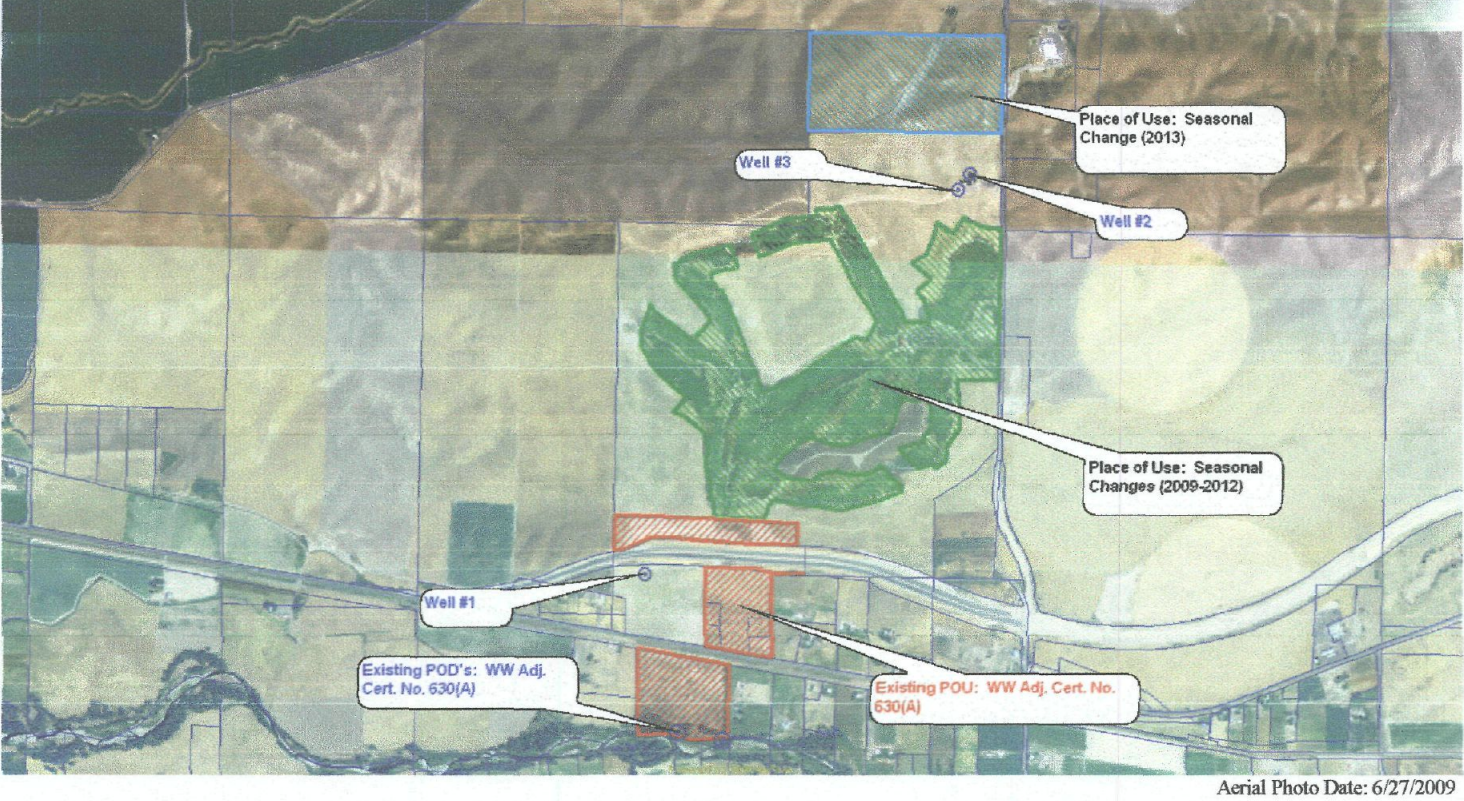 Place of Use: Seasonal
Change (2013)
Well #3
Well #2
Place of Use: Seasonal
Changes (2009-2012)
Well #1
Existing POD's: WW Adj.
Cert. No. 630(A)
Existing POU: WW Adj. Cert. No.
630(A)
Aerial Photo Date: 6/27/2009